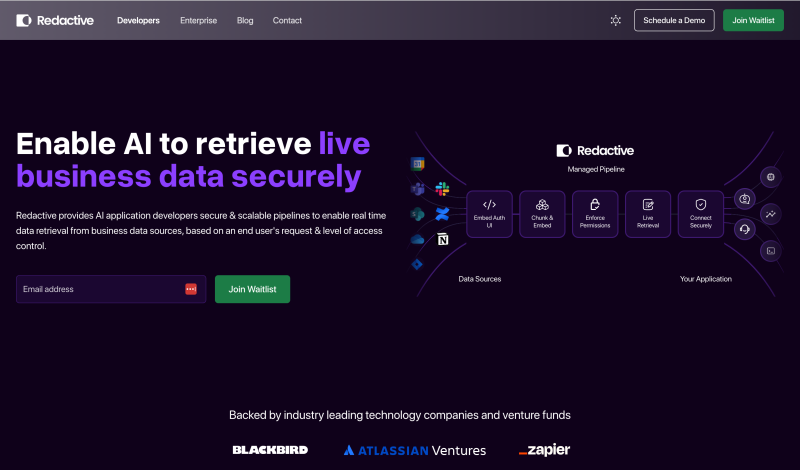 Redactive
Developers
Enterprise
Blog
Contact
Schedule a Demo
Join Waitlist
Enable AI to retrieve live
business data securely
Redactive provides AI application developers secure & scalable pipelines to enable real time
data retrieval from business data sources, based on an end user's request & level of access
control.
Email address
Join Waitlist
Redactive
Managed Pipeline
Embed Auth
UI
Chunk &
Embed
Enforce
Permissions
Live
Retrieval
Connect
Securely
Data Sources
Your Application
Backed by industry leading technology companies and venture funds
BLACKBIRD
ATLASSIAN Ventures
_zapier